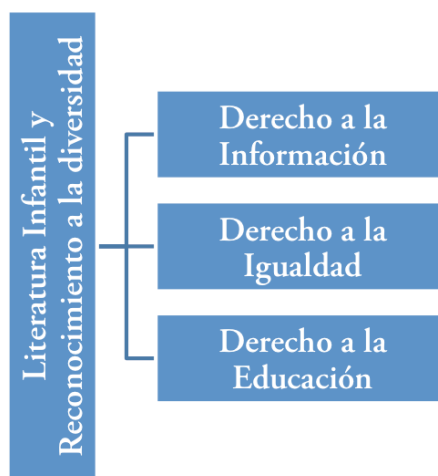 Literatura Infantil y
Reconocimiento a la diversidad
Derecho a la
Información
Derecho a la
Igualdad
Derecho a la
Educación